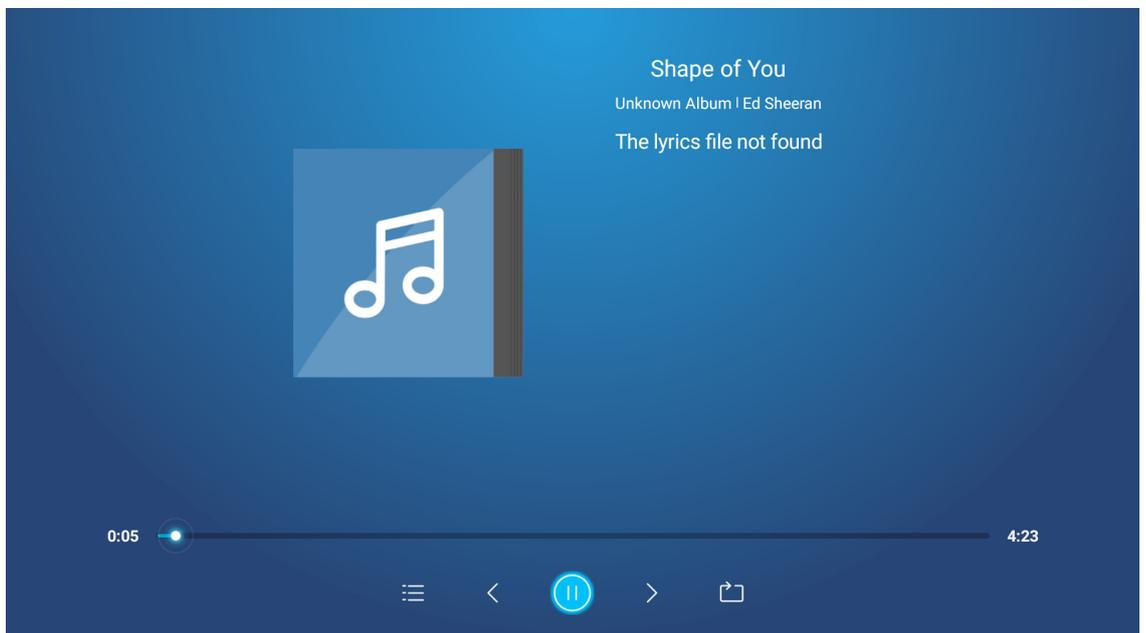 Shape of You
Unknown Album | Ed Sheeran
The lyrics file not found
0:05
4:23